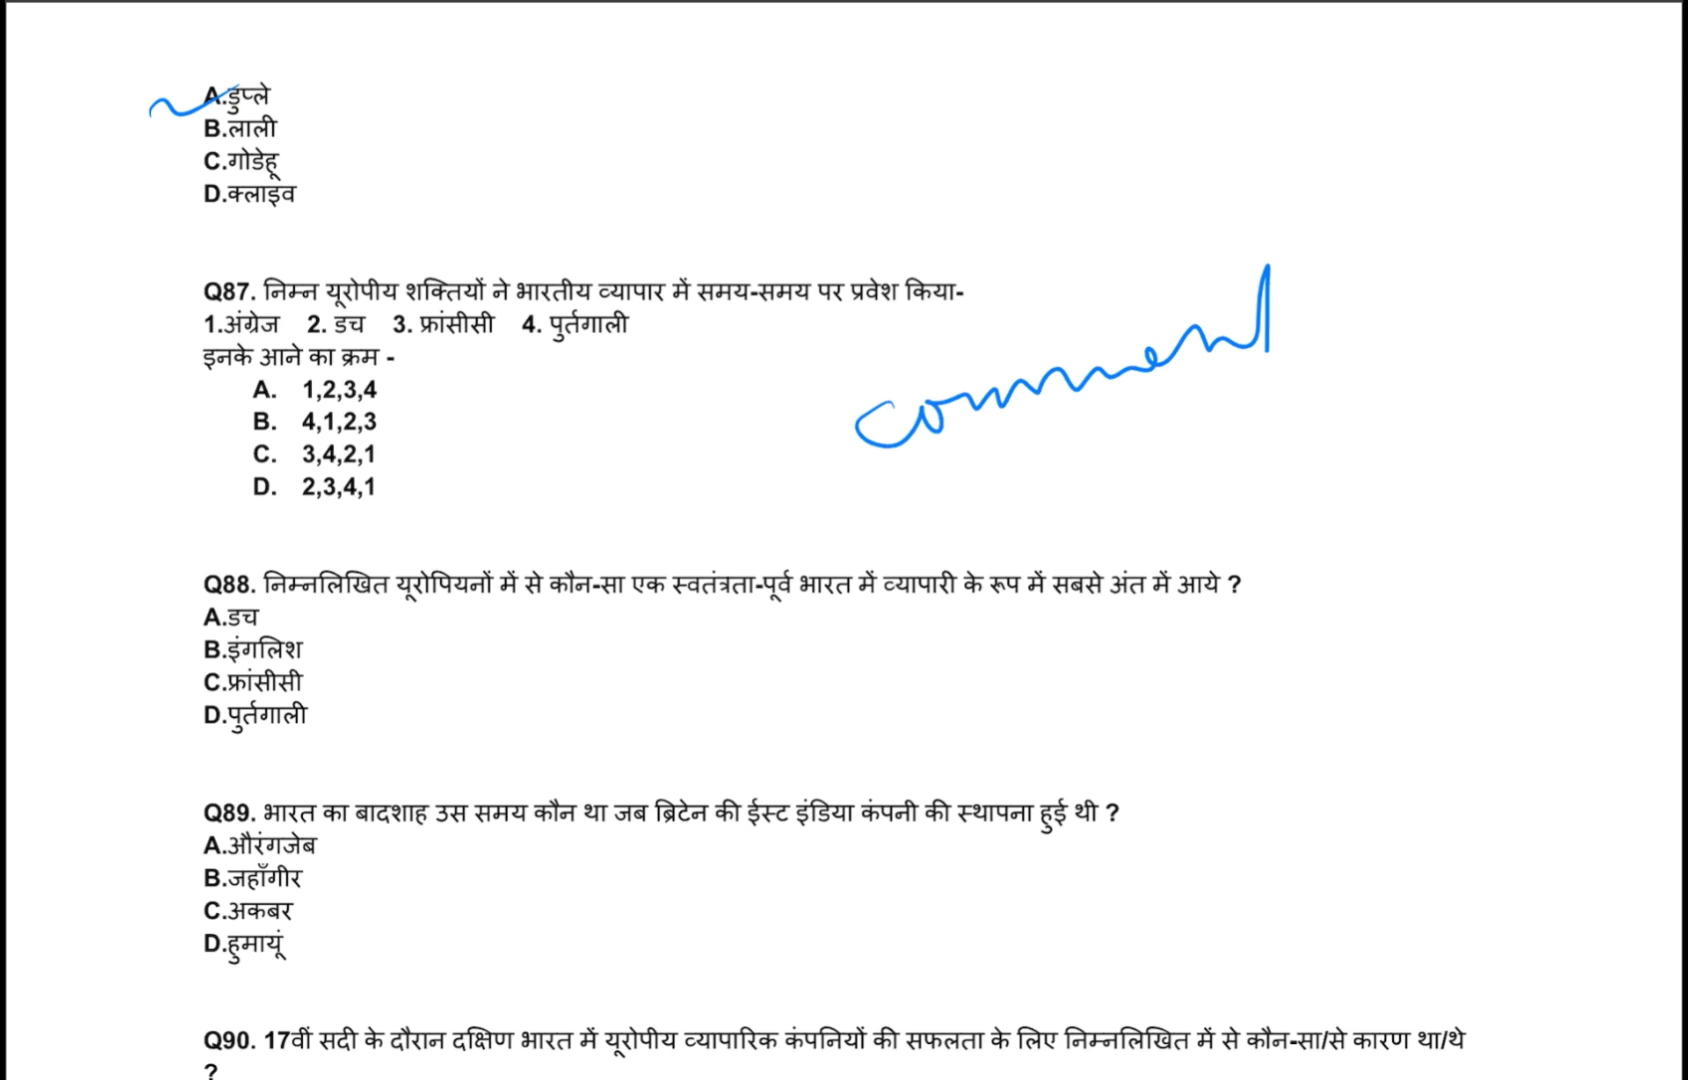 A.डुप्ले
B.लाली
C.गोडेहू
D.क्लाइव
Q87. निम्न यूरोपीय शक्तियों ने भारतीय व्यापार में समय-समय पर प्रवेश किया-
1.अंग्रेज 2. डच 3. फ्रांसीसी 4. पुर्तगाली
इनके आने का क्रम -
A. 1,2,3,4
B. 4,1,2,3
C. 3,4,2,1
D. 2,3,4,1
comment
Q88. निम्नलिखित यूरोपियनों में से कौन-सा एक स्वतंत्रता-पूर्व भारत में व्यापारी के रूप में सबसे अंत में आये ?
A.डच
B.इंगलिश
C.फ्रांसीसी
D.पुर्तगाली
Q89. भारत का बादशाह उस समय कौन था जब ब्रिटेन की ईस्ट इंडिया कंपनी की स्थापना हुई थी ?
A.औरंगजेब
B.जहाँगीर
C.अकबर
D.हुमायूं
Q90. 17वीं सदी के दौरान दक्षिण भारत में यूरोपीय व्यापारिक कंपनियों की सफलता के लिए निम्नलिखित में से कौन-सा/से कारण था/थे
?